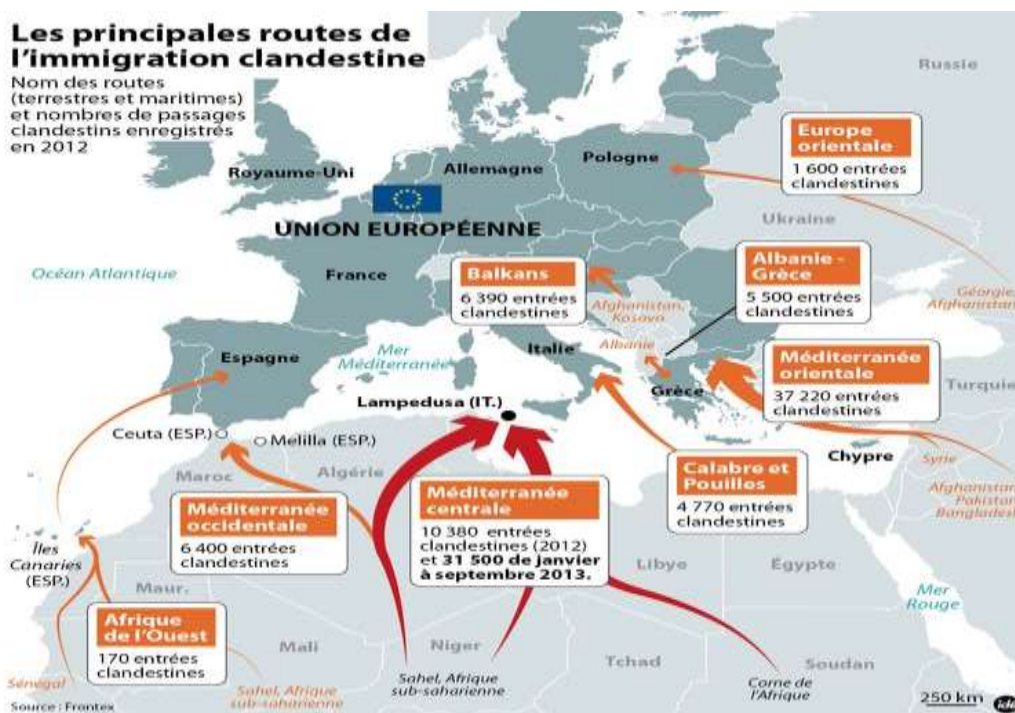 Les principales routes de
l'immigration clandestine
Nom des routes
(terrestres et maritimes)
et nombres de passages
clandestins enregistrés
en 2012
Russie
Europe
orientale
1 600 entrées
clandestines
Royaume-Uni
Allemagne
Pologne
Ukraine
UNION EUROPÉENNE
Océan Atlantique
France
Balkans
6 390 entrées
clandestines
Afghanistan,
Kosovo
Albanie -
Grèce
5 500 entrées
clandestines
Géorgie,
Afghanistan
Albanie
Italie
Espagne
Mer
Méditerranée
Grèce
Méditerranée
orientale
37 220 entrées
clandestines
Turquie
Lampedusa (IT.)
Ceuta (ESP.)
Melilla (ESP.)
Chypre
Syrie
Afghanistan,
Pakistan,
Bangladesh
Maroc
Algérie
Méditerranée
occidentale
6 400 entrées
clandestines
Méditerranée
centrale
10 380 entrées
clandestines (2012)
et 31 500 de janvier
à septembre 2013.
Calabre et
Pouilles
4 770 entrées
clandestines
Îles
Canaries
(ESP.)
Libye
Égypte
Mer
Rouge
Maur.
Afrique
de l'Ouest
170 entrées
clandestines
Mali
Niger
Tchad
Soudan
Sénégal
Sahel, Afrique
sub-saharienne
Sahel, Afrique
sub-saharienne
Corne de
l'Afrique
Source : Frontex
250 km
idé